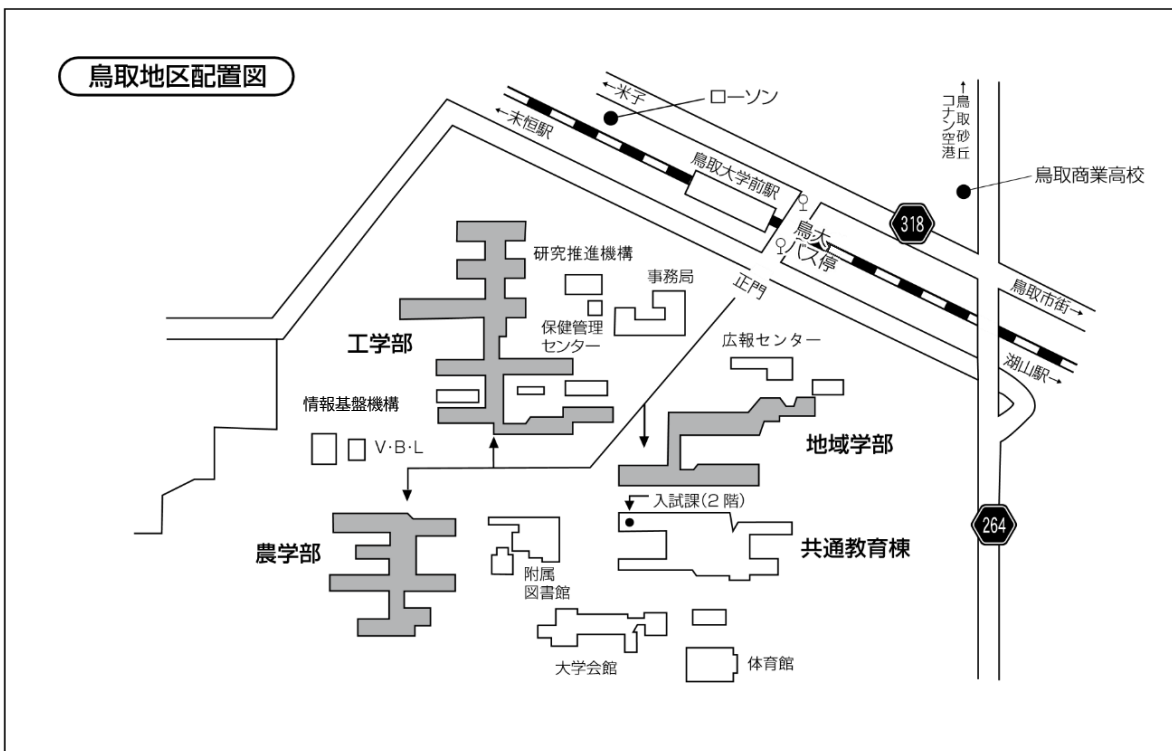 鳥取地区配置図
←米子
ローソン
←末恒駅
鳥取大学前駅
←鳥取砂丘
コナン空港
鳥取商業高校
318
鳥大
バス停
研究推進機構
事務局
正門
鳥取市街→
保健管理
センター
工学部
広報センター
湖山駅→
情報基盤機構
V・B・L
地域学部
入試課(2階)
264
農学部
共通教育棟
附属
図書館
大学会館
体育館